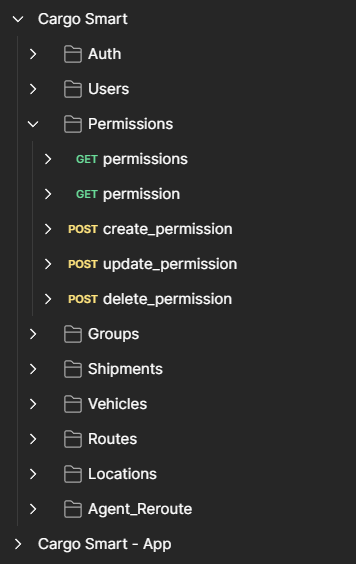 Cargo Smart
Auth
Users
Permissions
GET permissions
GET permission
POST create_permission
POST update_permission
POST delete_permission
Groups
Shipments
Vehicles
Routes
Locations
Agent_Reroute
Cargo Smart - App